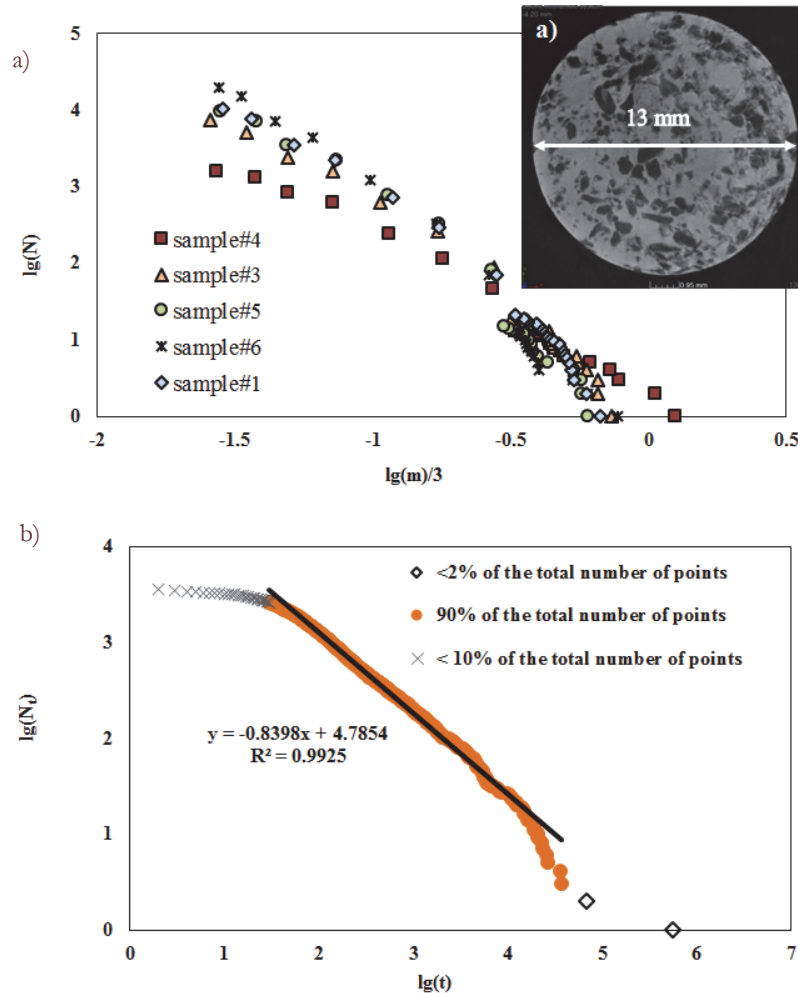 a)
5
4
3
2
1
0
lg(N)
-2
-1.5
-1
-0.5
0
0.5
lg(m)/3
sample#4
sample#3
sample#5
sample#6
sample#1
a)
13 mm
0.95 mm
b)
4
3
2
1
0
lg(Nt)
0
1
2
3
4
5
6
7
lg(t)
<2% of the total number of points
90% of the total number of points
< 10% of the total number of points
y = -0.8398x + 4.7854
R² = 0.9925